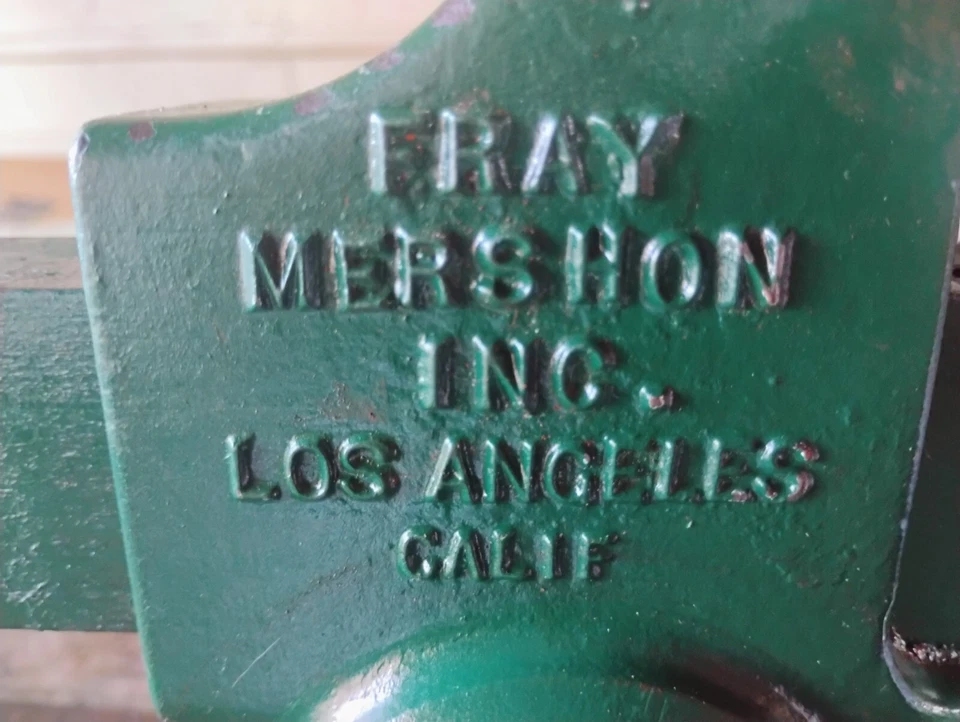 FRAY
MERSHON
INC.
LOS ANGELES
CALIF